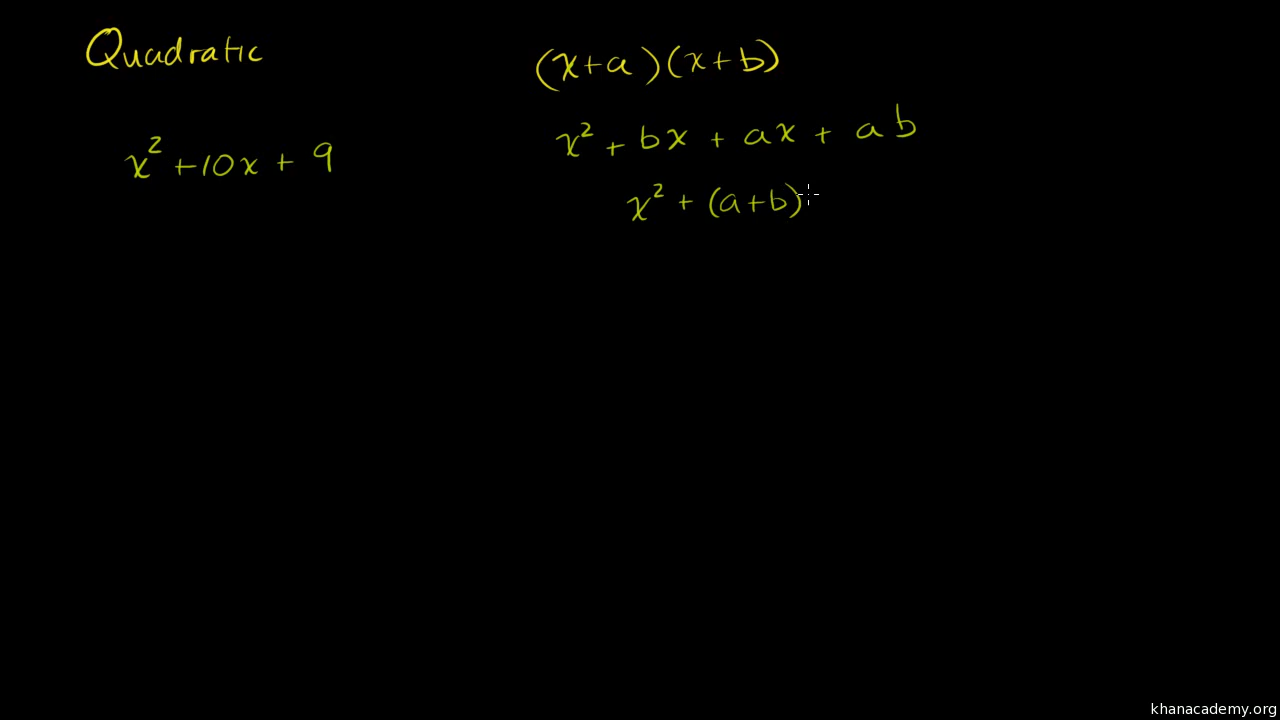 Quadratic
x² + 10x + 9
(x+a)(x+b)
x² + bx + ax + ab
x² + (a+b)
khanacademy.org